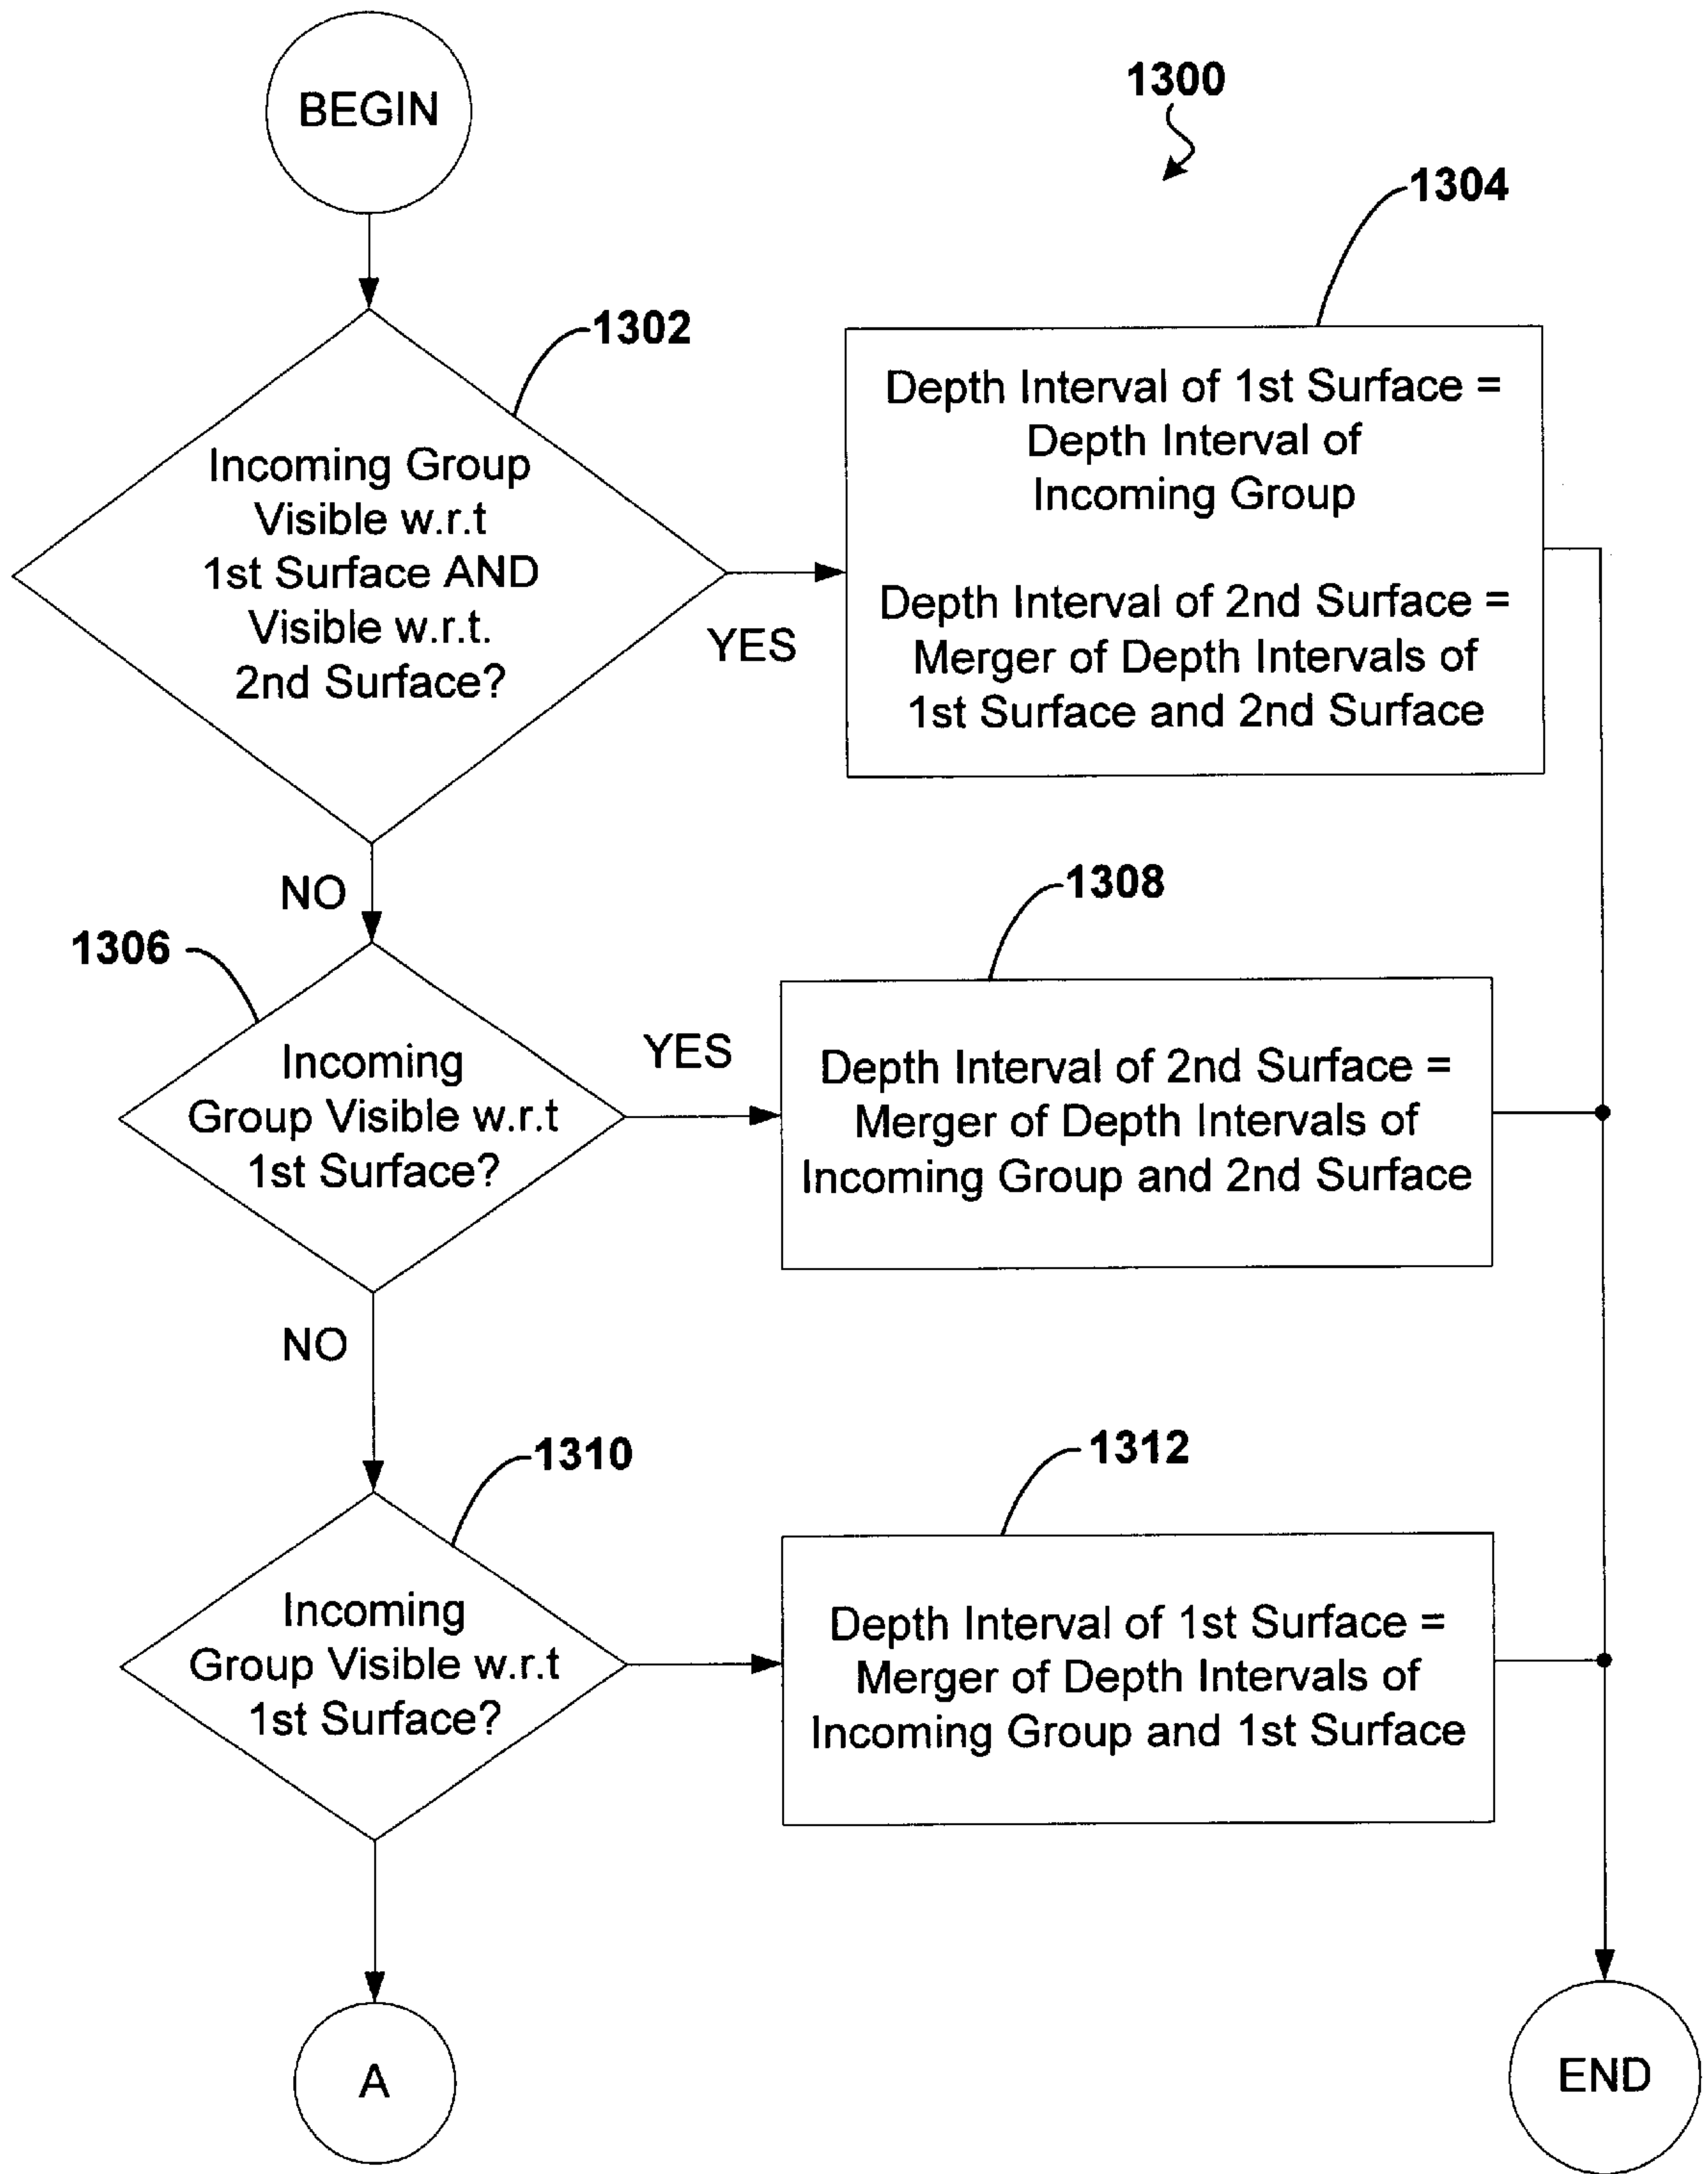 BEGIN
1300
1304
1302
Incoming Group
Visible w.r.t
1st Surface AND
Visible w.r.t.
2nd Surface?
YES
Depth Interval of 1st Surface =
Depth Interval of
Incoming Group
Depth Interval of 2nd Surface =
Merger of Depth Intervals of
1st Surface and 2nd Surface
NO
1306
1308
Incoming
Group Visible w.r.t
1st Surface?
YES
Depth Interval of 2nd Surface =
Merger of Depth Intervals of
Incoming Group and 2nd Surface
NO
1310
1312
Incoming
Group Visible w.r.t
1st Surface?
Depth Interval of 1st Surface =
Merger of Depth Intervals of
Incoming Group and 1st Surface
A
END